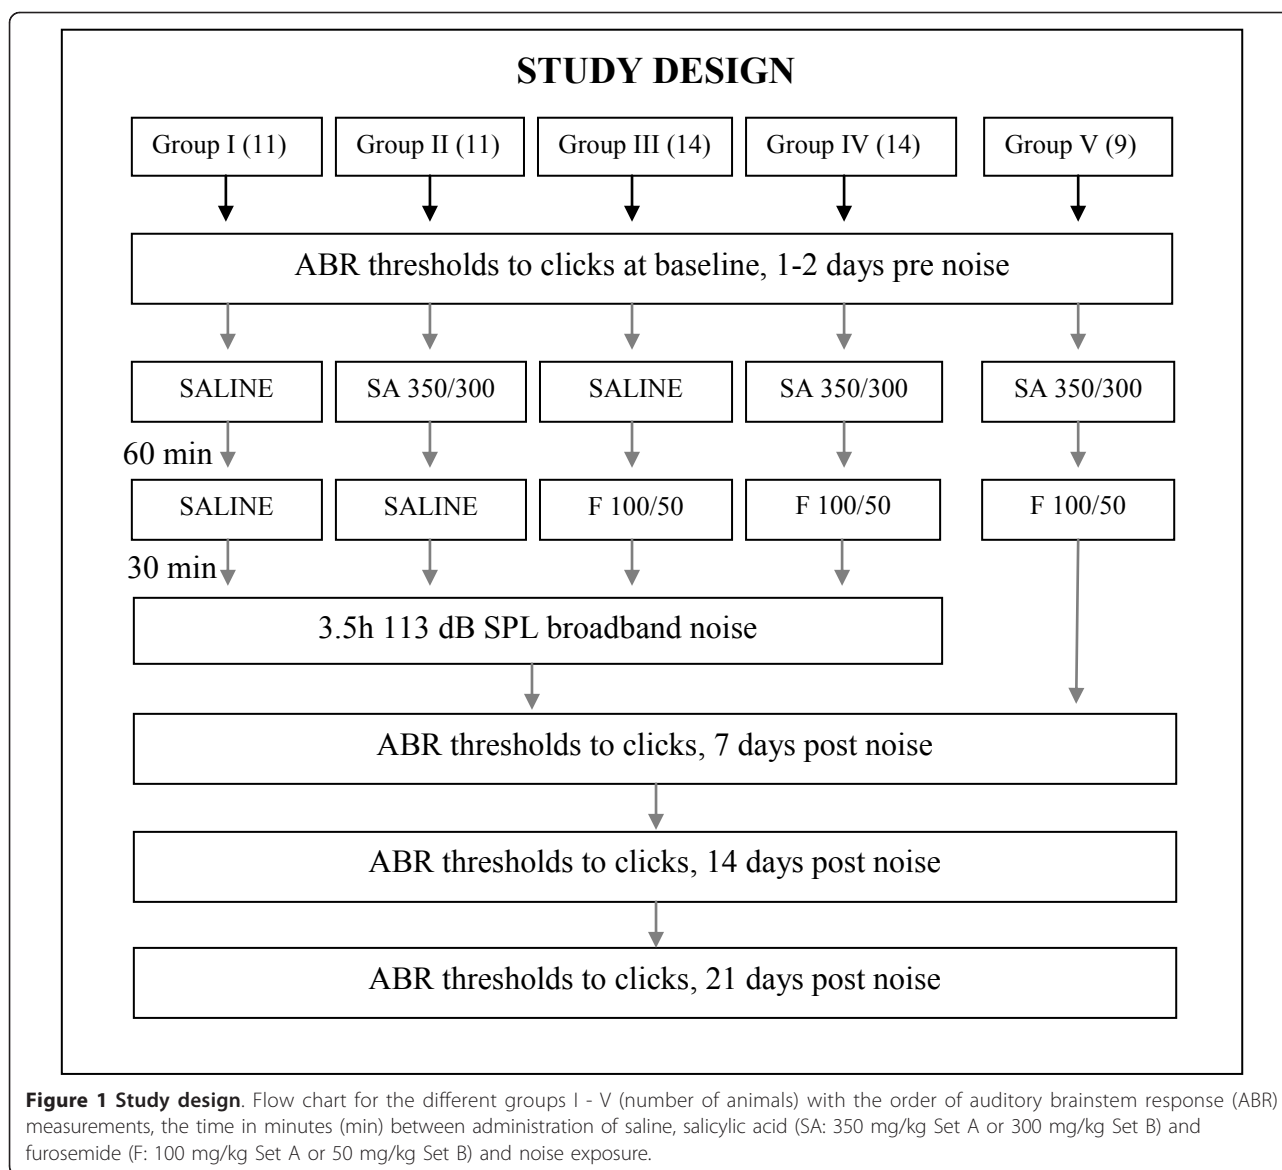 STUDY DESIGN
Group I (11) Group II (11) Group III (14) Group IV (14) Group V (9)
ABR thresholds to clicks at baseline, 1-2 days pre noise
SALINE SA 350/300 SALINE SA 350/300 SA 350/300
60 min
SALINE SALINE F 100/50 F 100/50 F 100/50
30 min
3.5h 113 dB SPL broadband noise
ABR thresholds to clicks, 7 days post noise
ABR thresholds to clicks, 14 days post noise
ABR thresholds to clicks, 21 days post noise
Figure 1 Study design. Flow chart for the different groups I - V (number of animals) with the order of auditory brainstem response (ABR)
measurements, the time in minutes (min) between administration of saline, salicylic acid (SA: 350 mg/kg Set A or 300 mg/kg Set B) and
furosemide (F: 100 mg/kg Set A or 50 mg/kg Set B) and noise exposure.